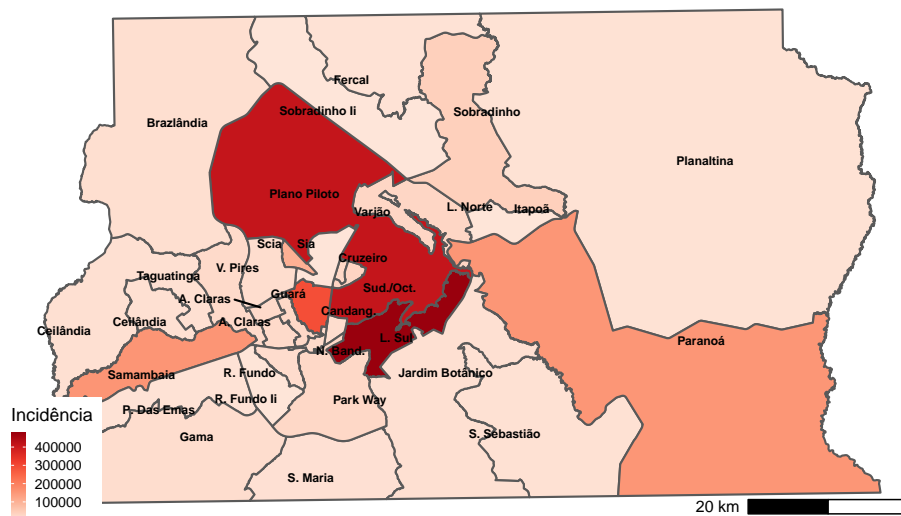 Fercal
Sobradinho Ii
Sobradinho
Brazlândia
Planaltina
Plano Piloto
Varjão
L. Norte
Itapoã
Scia
Sia
Cruzeiro
V. Pires
Taguatinga
Guará
Sud./Oct.
A. Claras
Candang.
Ceilândia
Ceilândia
A. Claras
L. Sul
Paranoá
N. Band.
Samambaia
R. Fundo
Jardim Botânico
R. Fundo Ii
Park Way
P. Das Emas
Gama
S. Sebastião
S. Maria
Incidência
400000
300000
200000
100000
20 km